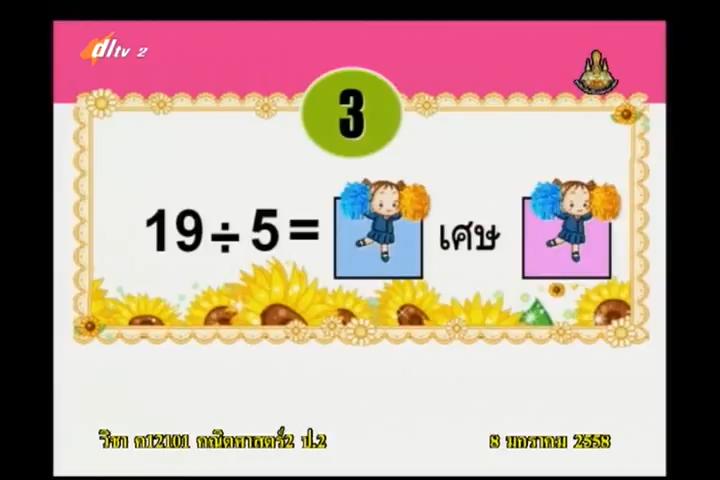 dltv 2
3
19 ÷ 5 = เศษ
วิชา ค12101 คณิตศาสตร์2 ป.2
8 มกราคม 2558